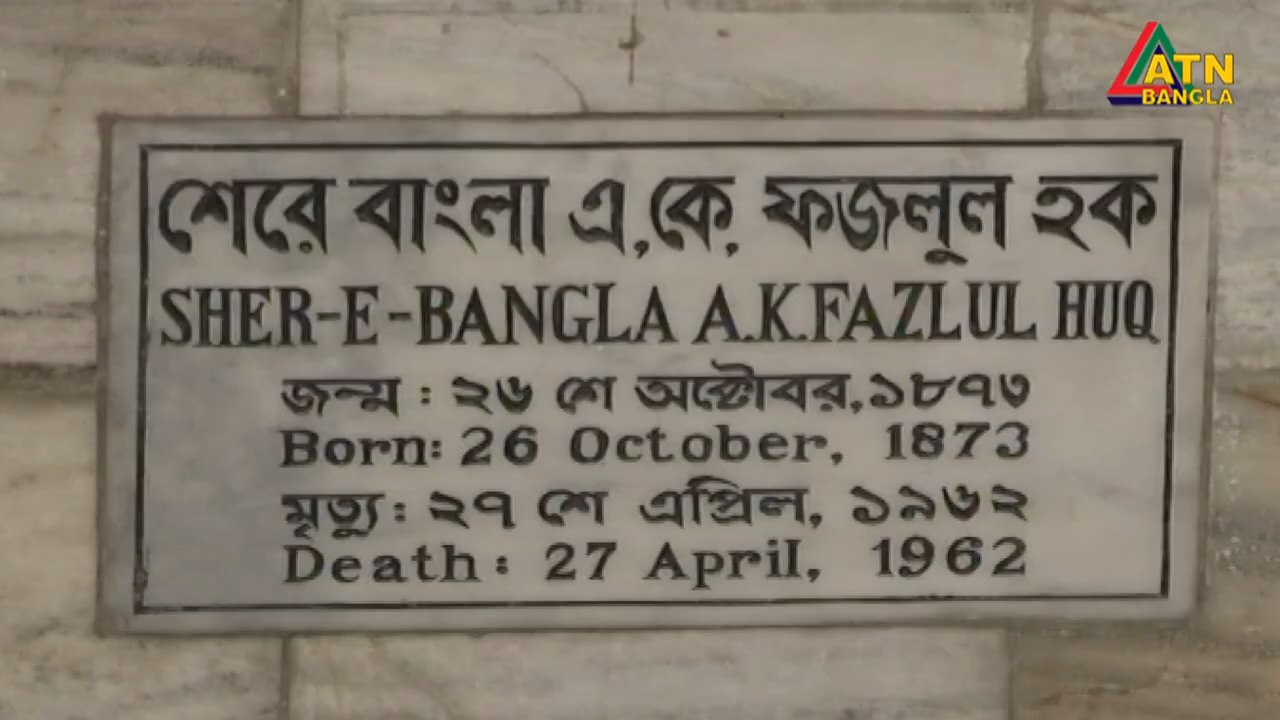 ATN
BANGLA
শেরে বাংলা এ.কে. ফজলুল হক
SHER-E-BANGLA A.K.FAZLUL HUQ
জন্ম : ২৬ শে অক্টোবর, ১৮৭৩
Born: 26 October, 1873
মৃত্যু : ২৭ শে এপ্রিল, ১৯৬২
Death: 27 April, 1962